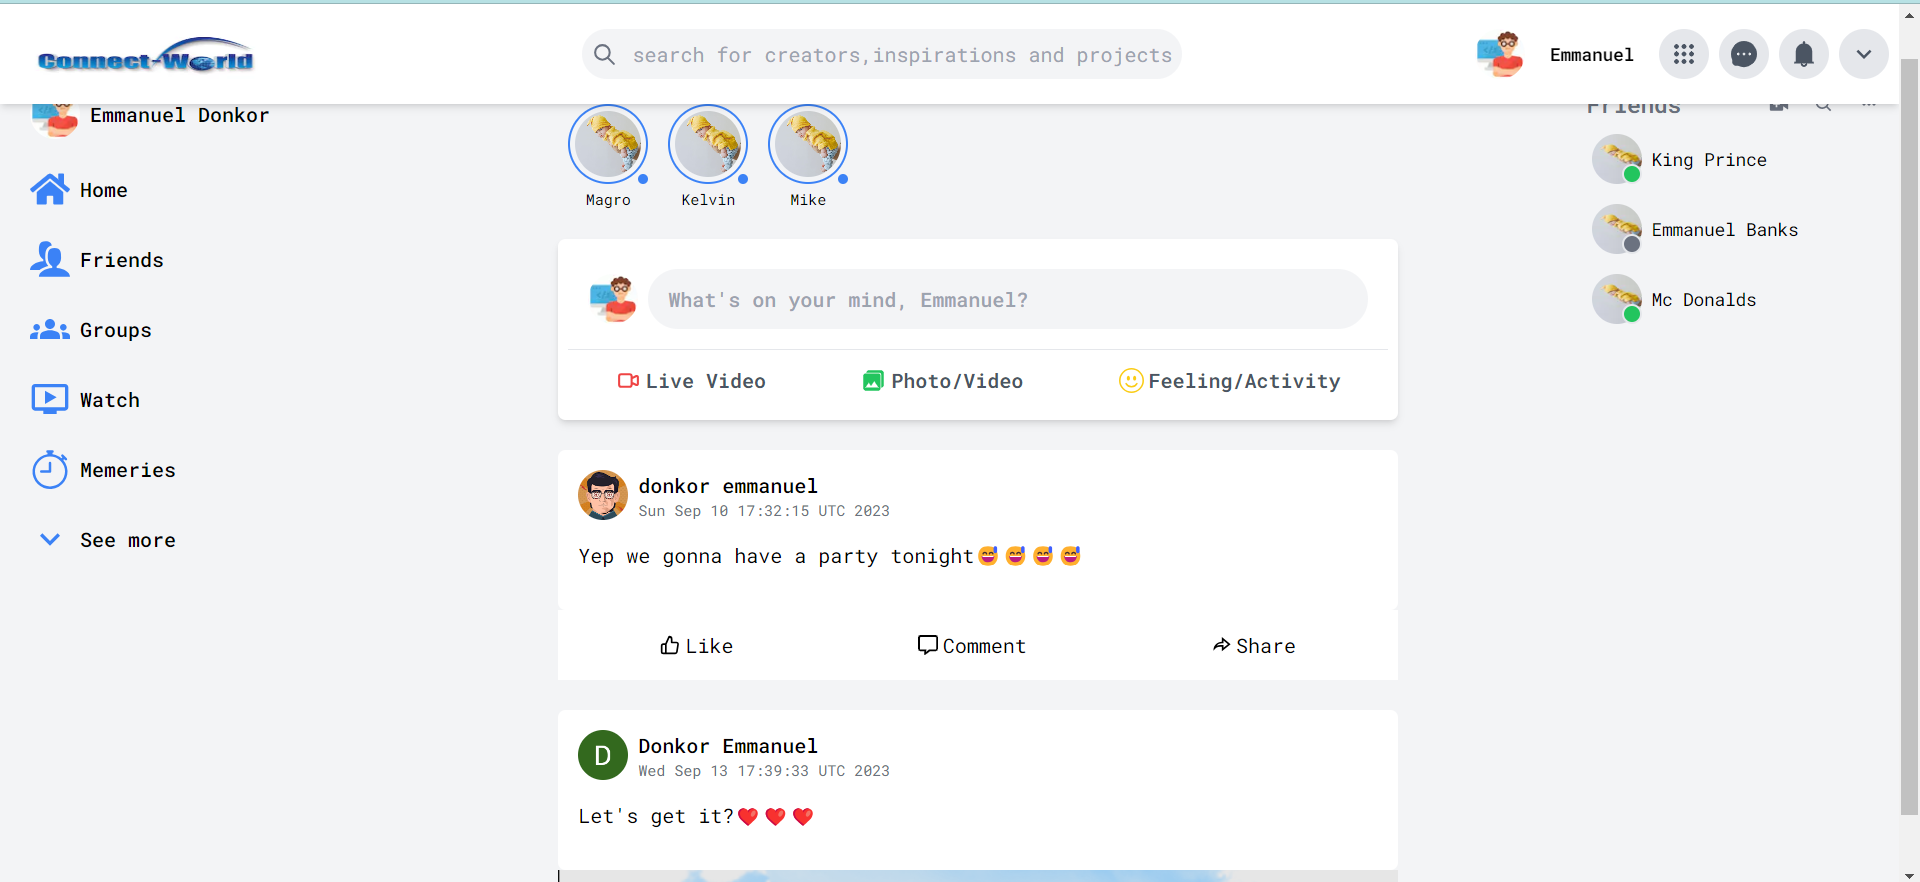 Connect-World
search for creators,inspirations and projects
Emmanuel
Emmanuel Donkor
Home
Friends
Groups
Watch
Memeries
See more
Magro
Kelvin
Mike
What's on your mind, Emmanuel?
Live Video
Photo/Video
Feeling/Activity
donkor emmanuel
Sun Sep 10 17:32:15 UTC 2023
Yep we gonna have a party tonight😅😅😅😅
Like
Comment
Share
D
Donkor Emmanuel
Wed Sep 13 17:39:33 UTC 2023
Let's get it?❤️❤️❤️
Friends
King Prince
Emmanuel Banks
Mc Donalds